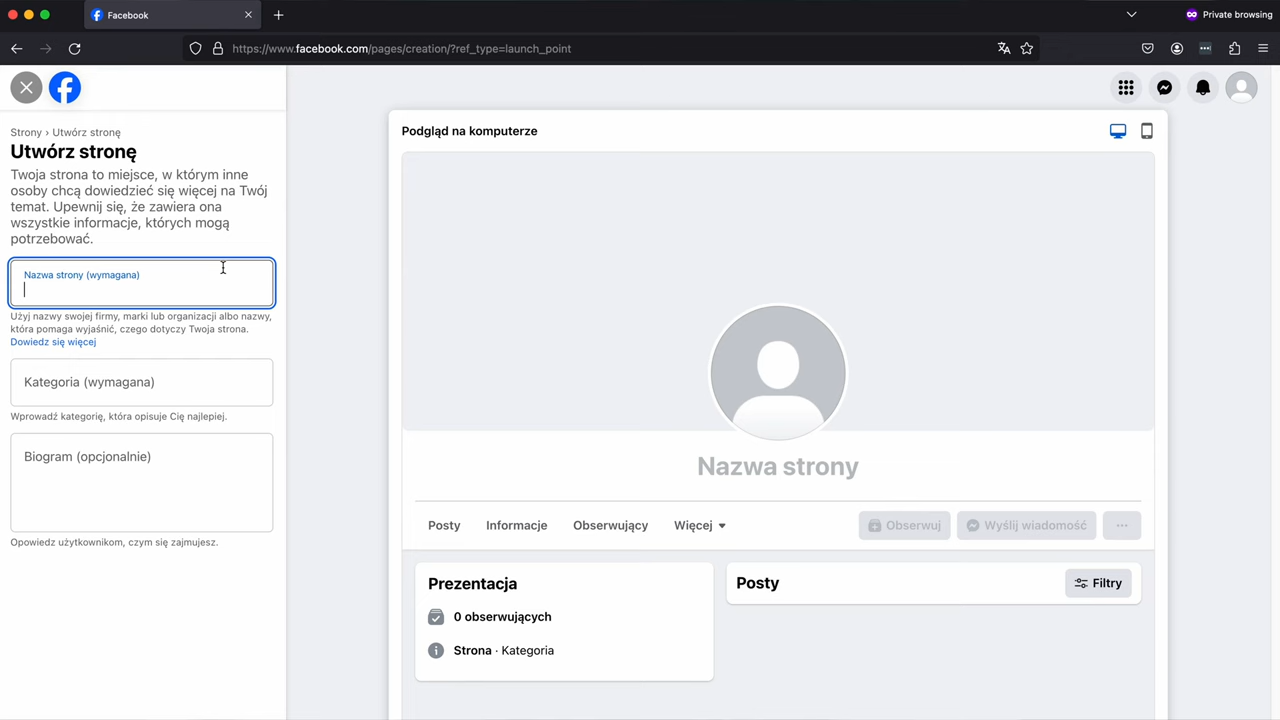 Facebook
Private browsing
https://www.facebook.com/pages/creation/?ref_type=launch_point
Strony › Utwórz stronę
Utwórz stronę
Twoja strona to miejsce, w którym inne
osoby chcą dowiedzieć się więcej na Twój
temat. Upewnij się, że zawiera ona
wszystkie informacje, których mogą
potrzebować.
Nazwa strony (wymagana)
Użyj nazwy swojej firmy, marki lub organizacji albo nazwy,
która pomaga wyjaśnić, czego dotyczy Twoja strona.
Dowiedz się więcej
Kategoria (wymagana)
Wprowadź kategorię, która opisuje Cię najlepiej.
Biogram (opcjonalnie)
Opowiedz użytkownikom, czym się zajmujesz.
Podgląd na komputerze
Nazwa strony
Posty Informacje Obserwujący Więcej Obserwuj Wyślij wiadomość
Prezentacja
0 obserwujących
Strona · Kategoria
Posty Filtry